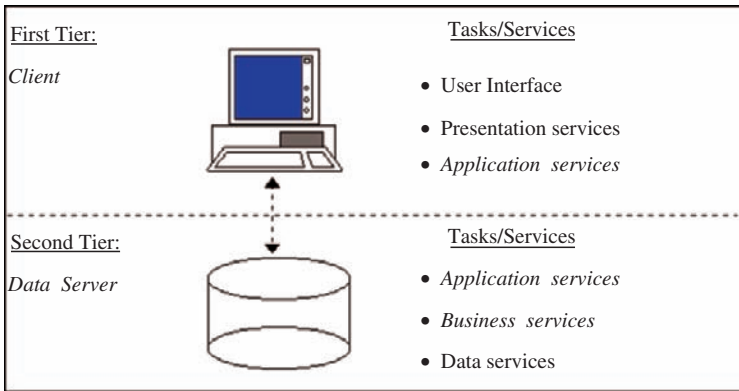 First Tier:
Client
Tasks/Services
• User Interface
• Presentation services
• Application services
Second Tier:
Data Server
Tasks/Services
• Application services
• Business services
• Data services